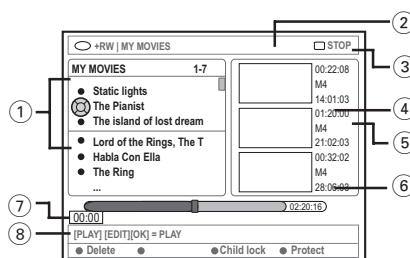 2
+RW | MY MOVIES
STOP
3
MY MOVIES 1-7
1
Static lights
The Pianist
The island of lost dream
Lord of the Rings, The T
Habla Con Ella
The Ring
...
00:22:08
M4
14:01:03
4
01:20:00
M4
5
21:02:03
00:32:02
M4
28:06:03
6
7
02:20:16
00:00
8
[PLAY] [EDIT][OK] = PLAY
Delete
Child lock
Protect